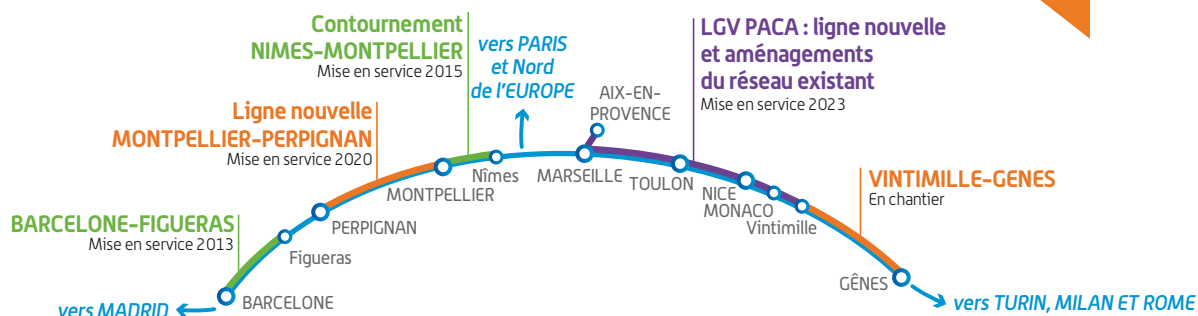 Contournement
NIMES-MONTPELLIER
Mise en service 2015
vers PARIS
et Nord
de l'EUROPE
LGV PACA : ligne nouvelle
et aménagements
du réseau existant
Mise en service 2023
AIX-EN-
PROVENCE
Ligne nouvelle
MONTPELLIER-PERPIGNAN
Mise en service 2020
Nîmes
MARSEILLE
TOULON
MONTPELLIER
NICE
MONACO
Vintimille
VINTIMILLE-GENES
En chantier
BARCELONE-FIGUERAS
Mise en service 2013
PERPIGNAN
Figueras
BARCELONE
GÊNES
vers MADRID
vers TURIN, MILAN ET ROME